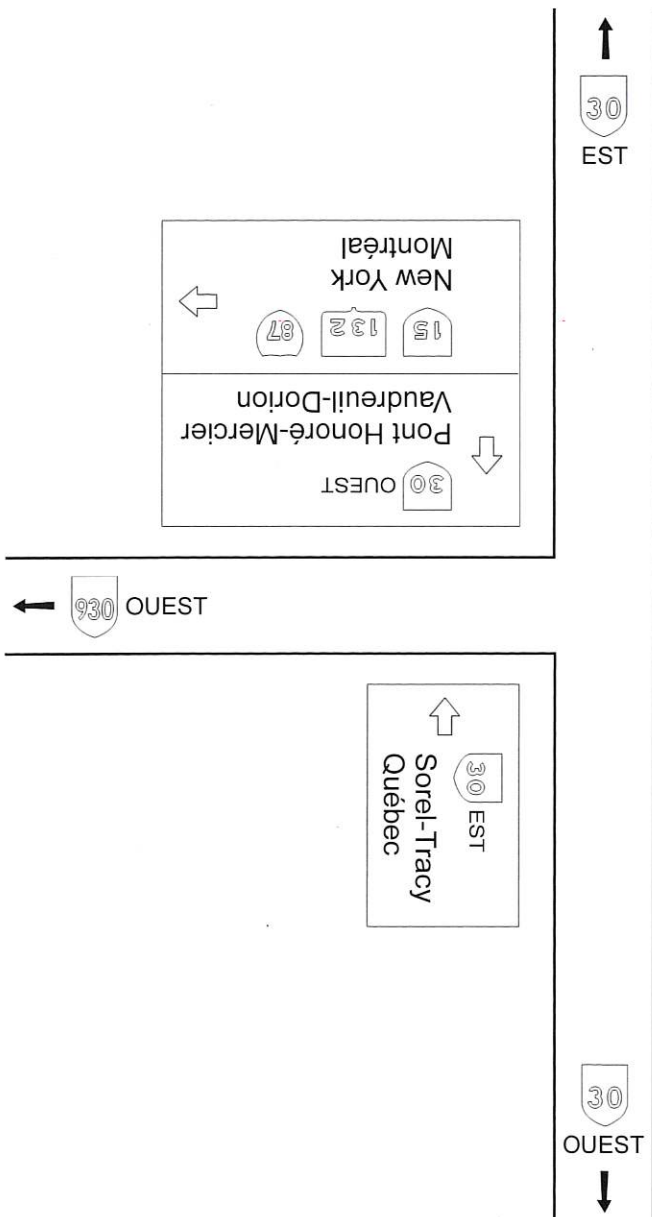 30
EST
15 132 87
New York
Montréal
30 OUEST
Pont Honoré-Mercier
Vaudreuil-Dorion
930 OUEST
30 EST
Sorel-Tracy
Québec
30
OUEST